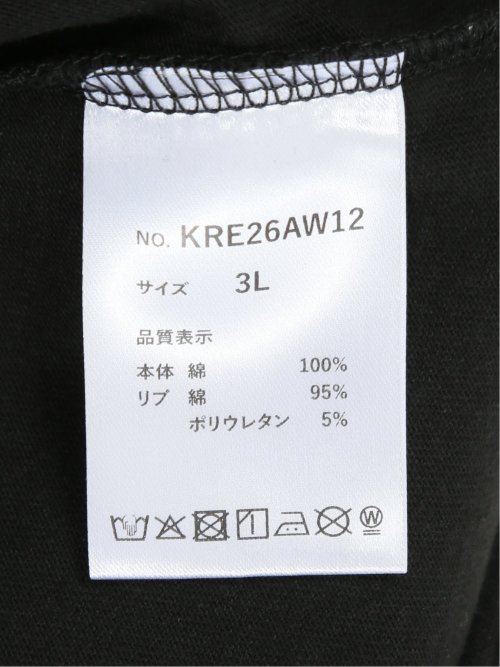 No. KRE26AW12
サイズ 3L
品質表示
本体 綿 100%
リブ 綿 95%
ポリウレタン 5%
W